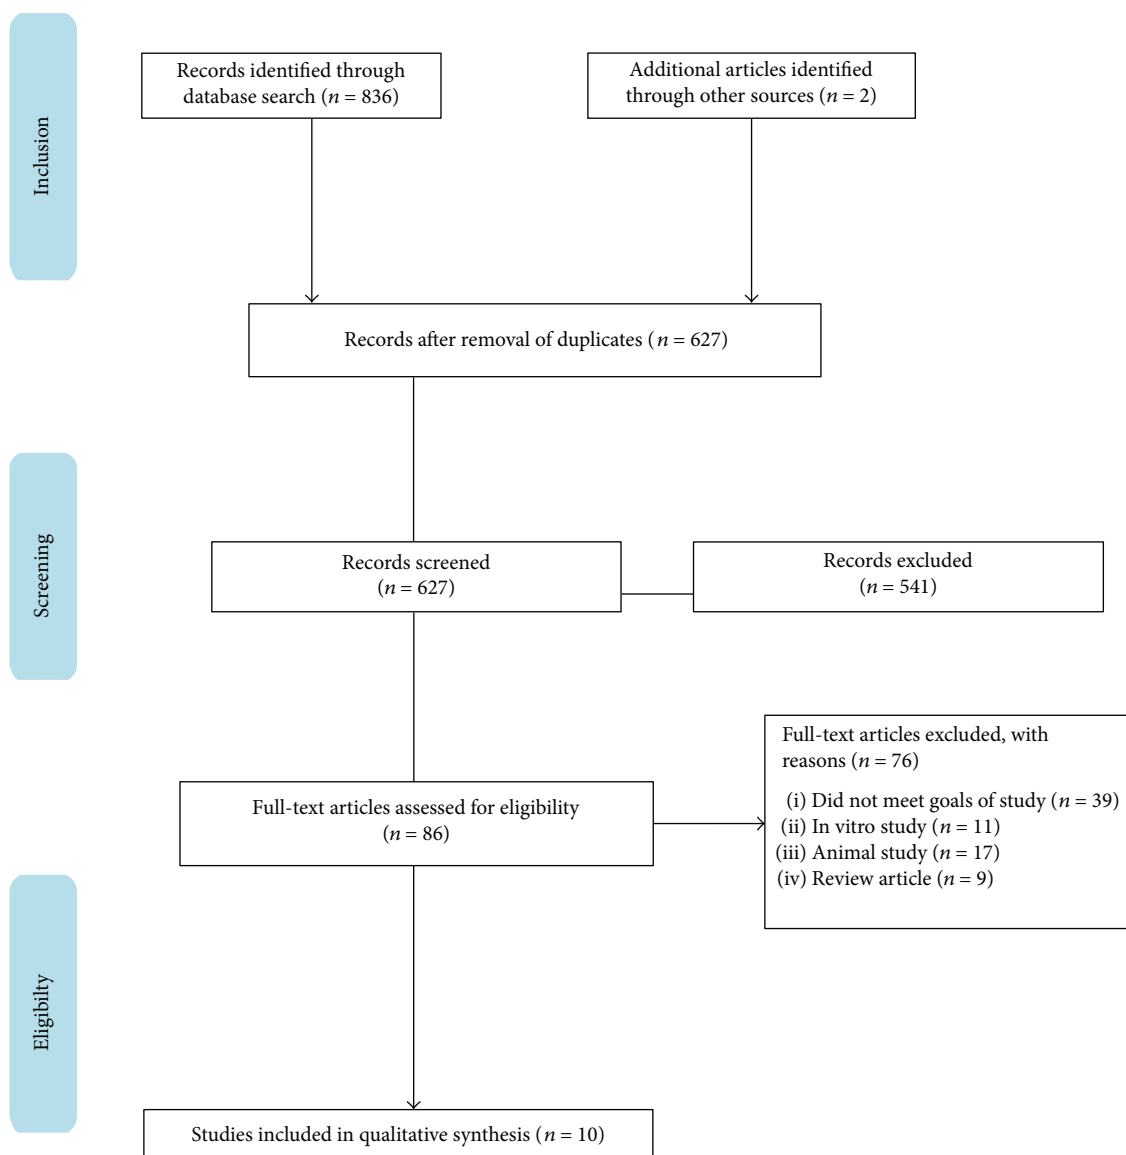 Inclusion
Records identified through
database search (n = 836)
Additional articles identified
through other sources (n = 2)
Records after removal of duplicates (n = 627)
Screening
Records screened
(n = 627)
Records excluded
(n = 541)
Full-text articles assessed for eligibility
(n = 86)
Full-text articles excluded, with
reasons (n = 76)
(i) Did not meet goals of study (n = 39)
(ii) In vitro study (n = 11)
(iii) Animal study (n = 17)
(iv) Review article (n = 9)
Eligibilty
Studies included in qualitative synthesis (n = 10)